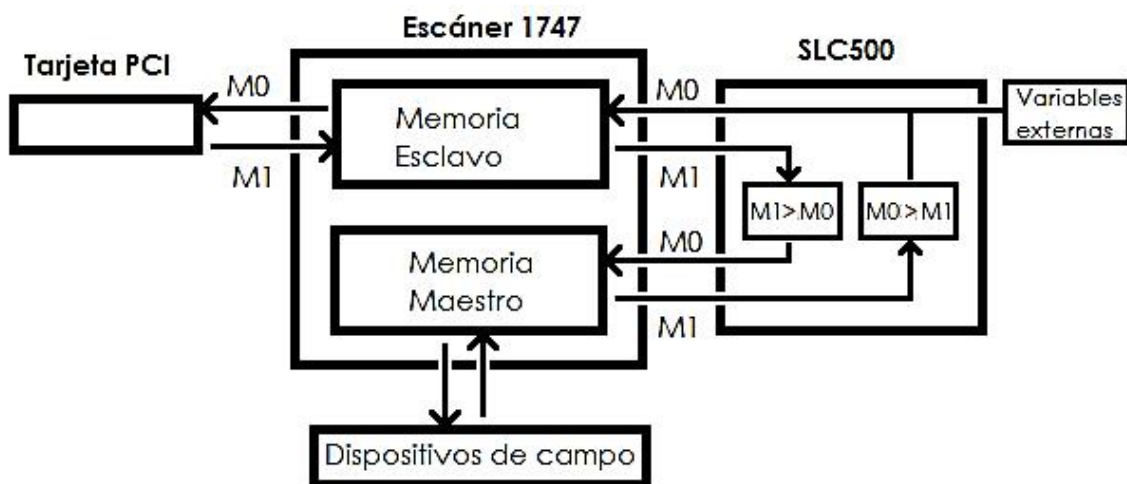 Escáner 1747
Tarjeta PCI
SLC500
M0
M1
Memoria
Esclavo
M0
M1
Variables
externas
M1>M0
M0>M1
Memoria
Maestro
M0
M1
Dispositivos de campo